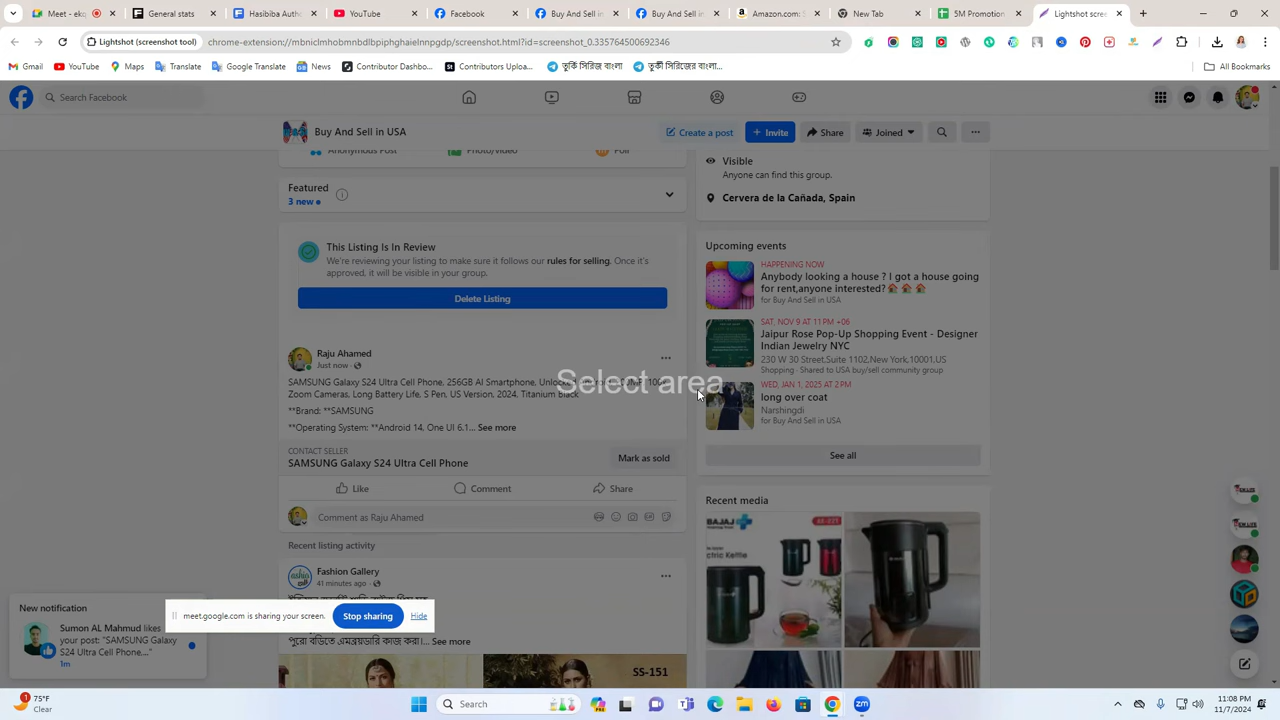 Meet - ekq
General stats
Hasibiba Autho
YouTube
Facebook
Buy And Sell in
Buy And Sell in
Amazon.com: S
New Tab
SM Promotion
Lightshot scree
Lightshot (screenshot tool)
chrome-extension://mbniclmhobmnbdlbpiphghaielnnpgdp/screenshot.html?id=screenshot_0.335764500692346
Gmail
YouTube
Maps
Translate
Google Translate
News
Contributor Dashbo...
Contributors Uploa...
তুর্কি সিরিজ বাংলা
তুর্কী সিরিজের বাংলা...
All Bookmarks
Search Facebook
Buy And Sell in USA
Create a post
Invite
Share
Joined
Anonymous Post
Photo/video
Poll
Featured
3 new
This Listing Is In Review
We're reviewing your listing to make sure it follows our rules for selling. Once it's
approved, it will be visible in your group.
Delete Listing
Raju Ahamed
Just now
SAMSUNG Galaxy S24 Ultra Cell Phone, 256GB AI Smartphone, Unlocked
Zoom Cameras, Long Battery Life, S Pen, US Version, 2024, Titanium Black
**Brand: **SAMSUNG
**Operating System: **Android 14, One UI 6.1... See more
CONTACT SELLER
SAMSUNG Galaxy S24 Ultra Cell Phone
Mark as sold
Like
Comment
Share
Comment as Raju Ahamed
Recent listing activity
Fashion Gallery
41 minutes ago
পুরো বডিতে এমব্রয়ডারি কাজ করা।... See more
SS-151
Select area
Visible
Anyone can find this group.
Cervera de la Cañada, Spain
Upcoming events
HAPPENING NOW
Anybody looking a house ? I got a house going
for rent,anyone interested?
for Buy And Sell in USA
SAT, NOV 9 AT 11 PM +06
Jaipur Rose Pop-Up Shopping Event - Designer
Indian Jewelry NYC
230 W 30 Street,Suite 1102,New York,10001,US
Shopping · Shared to USA buy/sell community group
WED, JAN 1, 2025 AT 2 PM
long over coat
Narshingdi
for Buy And Sell in USA
See all
Recent media
BAJAJ
Electric Kettle
New notification
Sumon AL Mahmud likes
your post: "SAMSUNG Galaxy
S24 Ultra Cell Phone,..."
1m
meet.google.com is sharing your screen.
Stop sharing
Hide
75°F
Clear
Search
11:08 PM
11/7/2024